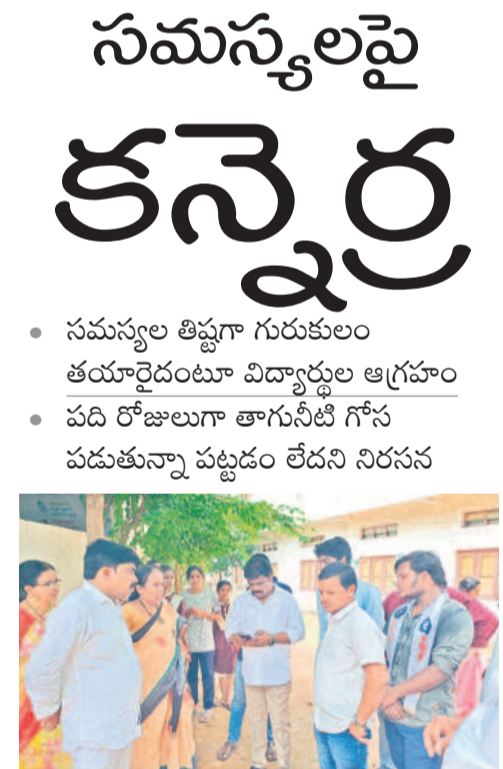 సమస్యలపై
కన్నెర్ర
• సమస్యల తిష్టగా గురుకులం
తయారైదంటూ విద్యార్థుల ఆగ్రహం
• పది రోజులుగా తాగునీటి గోస
పడుతున్నా పట్టడం లేదని నిరసన